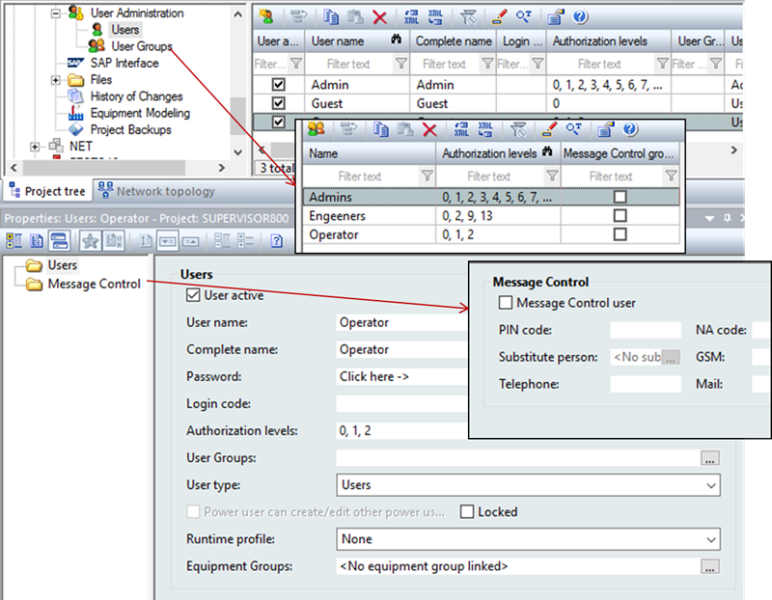 User Administration
Users
User Groups
SAP Interface
Files
History of Changes
Equipment Modeling
Project Backups
NET
Project tree
Network topology
User a... User name Complete name Login ... Authorization levels User Gr...
Filter... Filter text Filter text Filter... Filter text Filter ...
Admin Admin 0, 1, 2, 3, 4, 5, 6, 7, ...
Guest Guest 0
3 total
Name Authorization levels Message Control gro...
Filter text Filter text Filter text
Admins 0, 1, 2, 3, 4, 5, 6, 7, ...
Engeeners 0, 2, 9, 13
Operator 0, 1, 2
Properties: Users: Operator - Project: SUPERVISOR800
Users
Message Control
Users
User active
User name: Operator
Complete name: Operator
Password: Click here ->
Login code:
Authorization levels: 0, 1, 2
User Groups: ...
User type: Users
Power user can create/edit other power us... Locked
Runtime profile: None
Equipment Groups: <No equipment group linked> ...
Message Control
Message Control user
PIN code: NA code:
Substitute person: <No sub ... GSM:
Telephone: Mail: